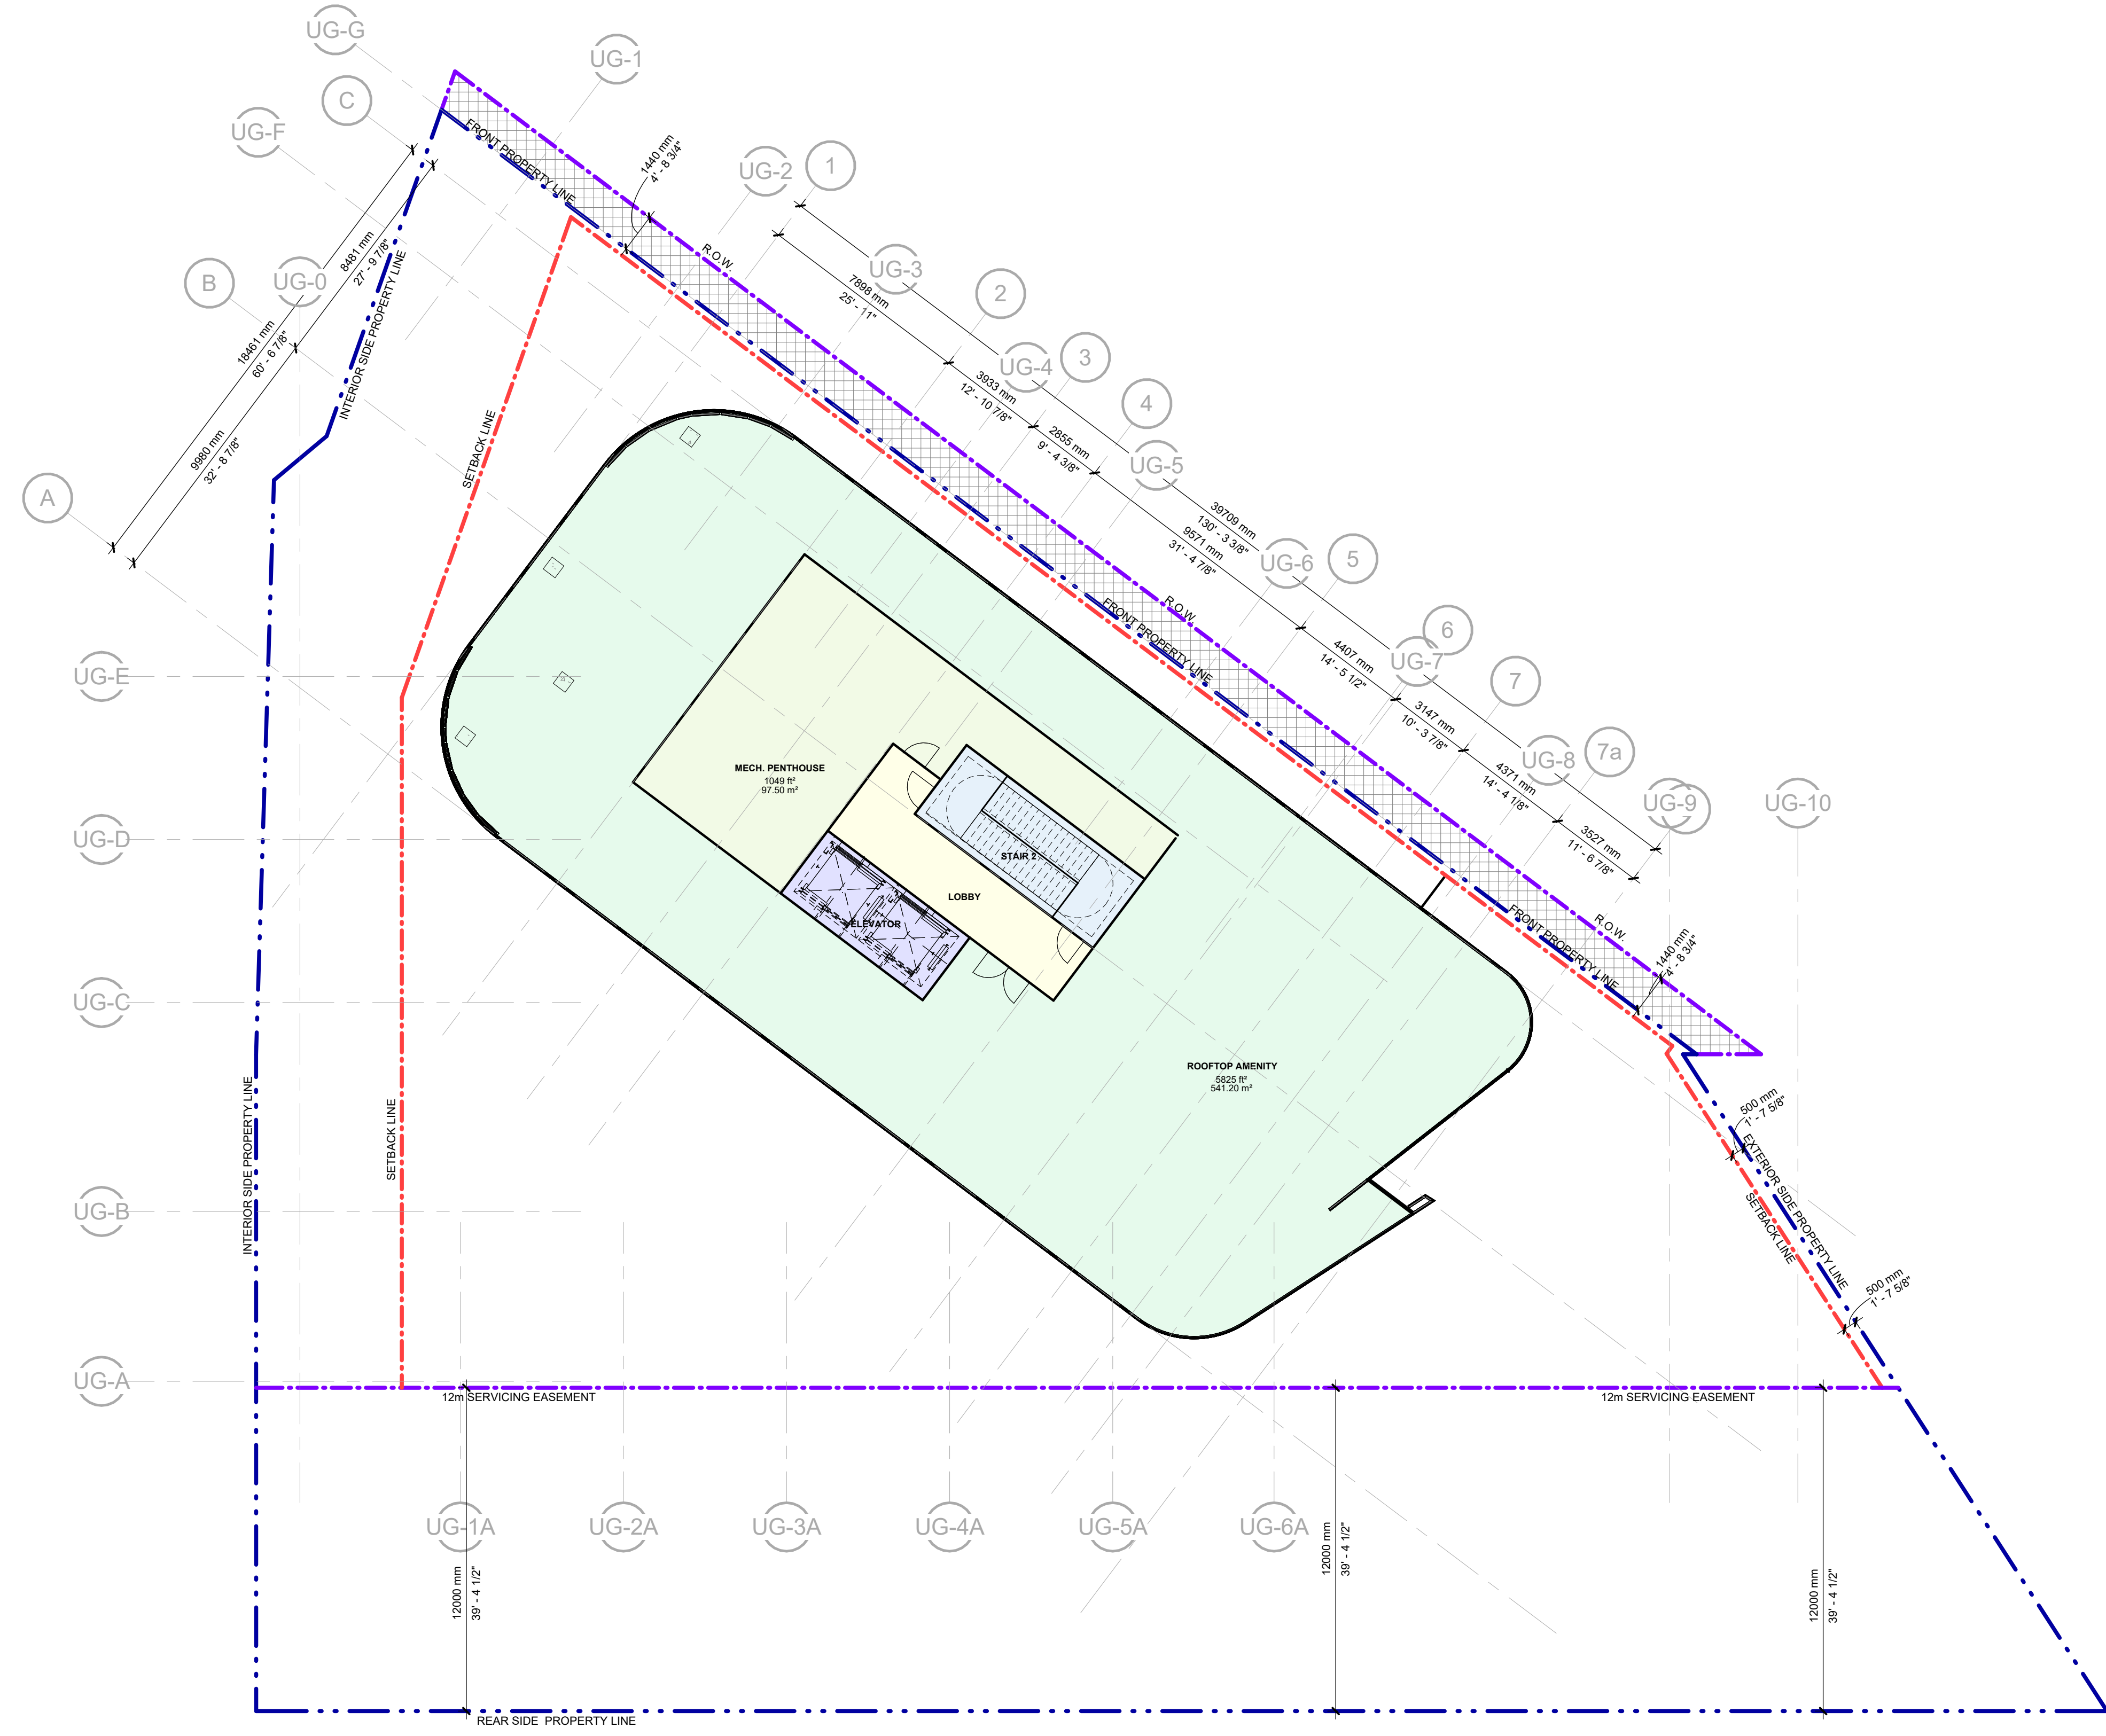 UG-G
UG-1
C
UG-F
FRONT PROPERTY LINE
1440 mm
4' - 8 3/4"
UG-2
1
R.O.W.
8481 mm
27' - 9 7/8"
18461 mm
60' - 6 7/8"
INTERIOR SIDE PROPERTY LINE
B
UG-0
7898 mm
25' - 11"
UG-3
2
3933 mm
12' - 10 7/8"
UG-4
3
2855 mm
9' - 4 3/8"
4
UG-5
SETBACK LINE
9980 mm
32' - 8 7/8"
A
39709 mm
130' - 3 3/8"
9571 mm
31' - 4 7/8"
UG-6
5
R.O.W.
FRONT PROPERTY LINE
4407 mm
14' - 5 1/2"
6
UG-7
UG-E
3147 mm
10' - 3 7/8"
7
UG-8
7a
4371 mm
14' - 4 1/8"
UG-9
UG-10
MECH. PENTHOUSE
1049 ft²
97.50 m²
3527 mm
11' - 6 7/8"
UG-D
STAIR 2
LOBBY
ELEVATOR
R.O.W.
FRONT PROPERTY LINE
1440 mm
4' - 8 3/4"
UG-C
ROOFTOP AMENITY
5825 ft²
541.20 m²
500 mm
1' - 7 5/8"
INTERIOR SIDE PROPERTY LINE
SETBACK LINE
EXTERIOR SIDE PROPERTY LINE
SETBACK LINE
UG-B
500 mm
1' - 7 5/8"
UG-A
12m SERVICING EASEMENT
12m SERVICING EASEMENT
UG-1A
UG-2A
UG-3A
UG-4A
UG-5A
UG-6A
12000 mm
39' - 4 1/2"
12000 mm
39' - 4 1/2"
12000 mm
39' - 4 1/2"
REAR SIDE PROPERTY LINE